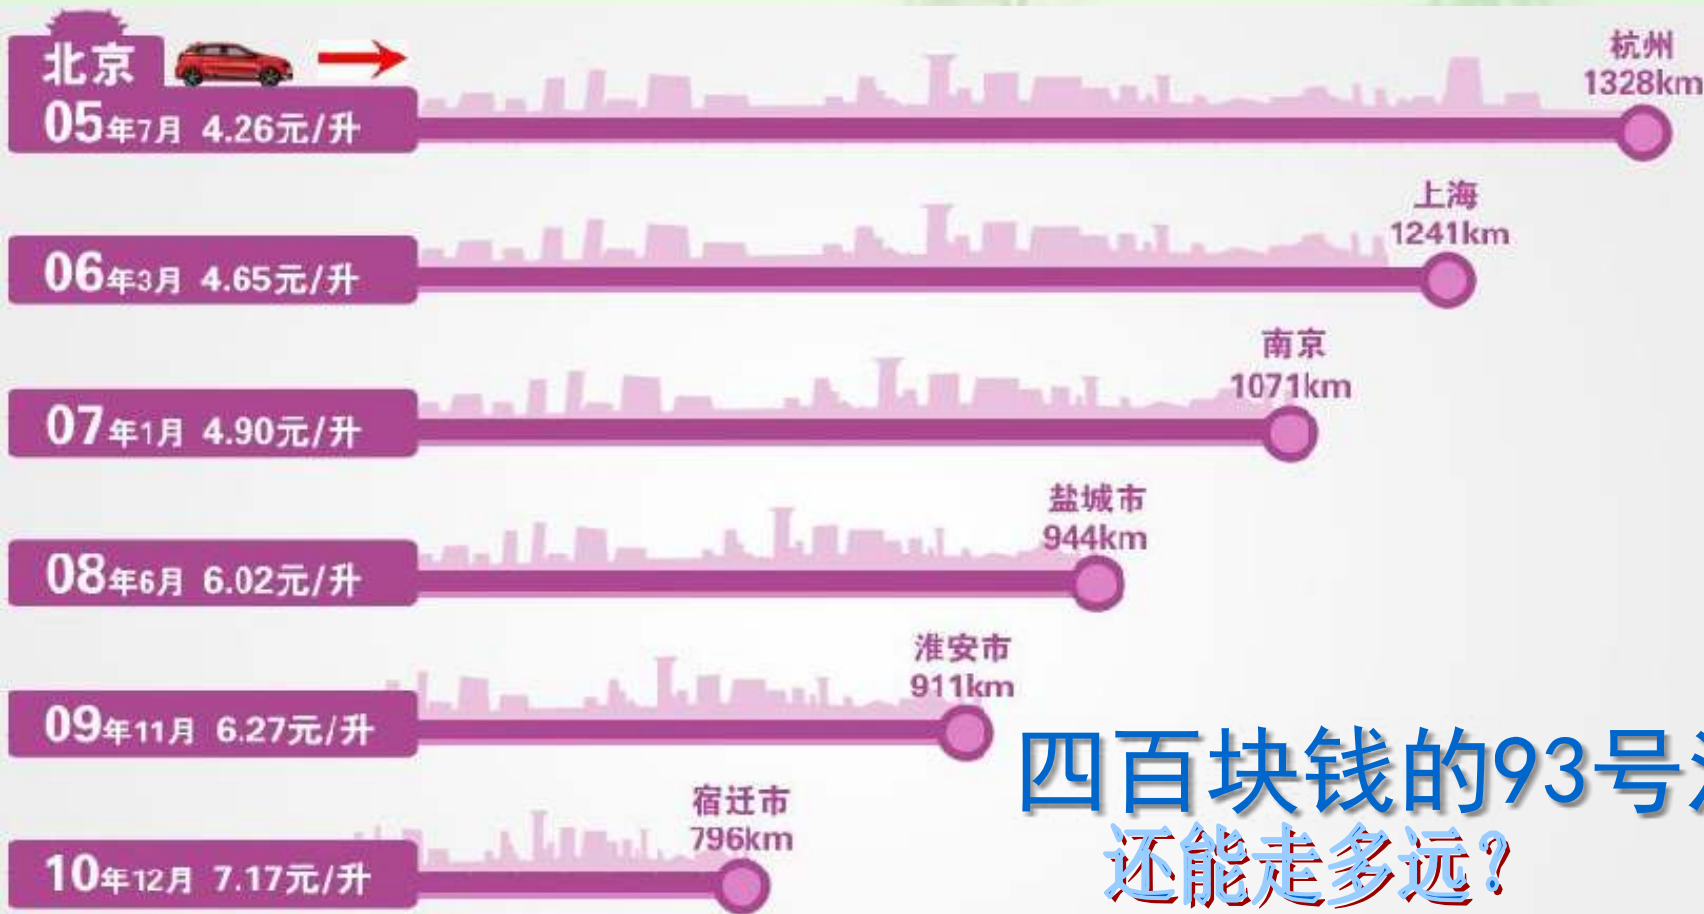 北京
05年7月 4.26元/升
杭州
1328km
06年3月 4.65元/升
上海
1241km
07年1月 4.90元/升
南京
1071km
08年6月 6.02元/升
盐城市
944km
09年11月 6.27元/升
淮安市
911km
四百块钱的93号
还能走多远?
10年12月 7.17元/升
宿迁市
796km